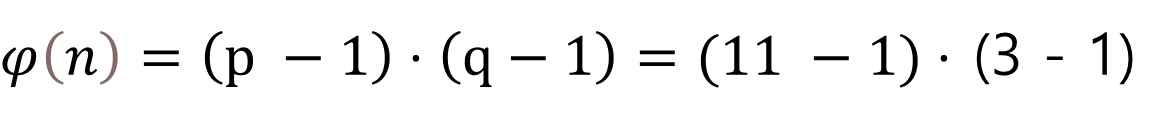 φ(n) = (p − 1) · (q − 1) = (11 − 1) · (3 - 1)